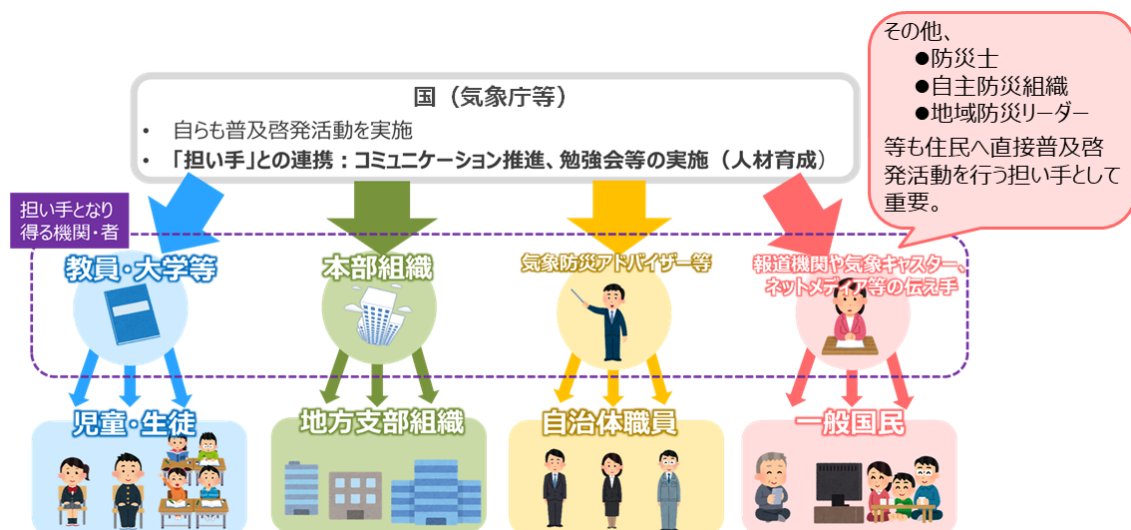 国（気象庁等）
• 自らも普及啓発活動を実施
• 「担い手」との連携：コミュニケーション推進、勉強会等の実施（人材育成）
その他、
●防災士
●自主防災組織
●地域防災リーダー
等も住民へ直接普及啓
発活動を行う担い手として
重要。
担い手となり
得る機関・者
教員・大学等
本部組織
気象防災アドバイザー等
報道機関や気象キャスター、
ネットメディア等の伝え手
児童・生徒
地方支部組織
自治体職員
一般国民